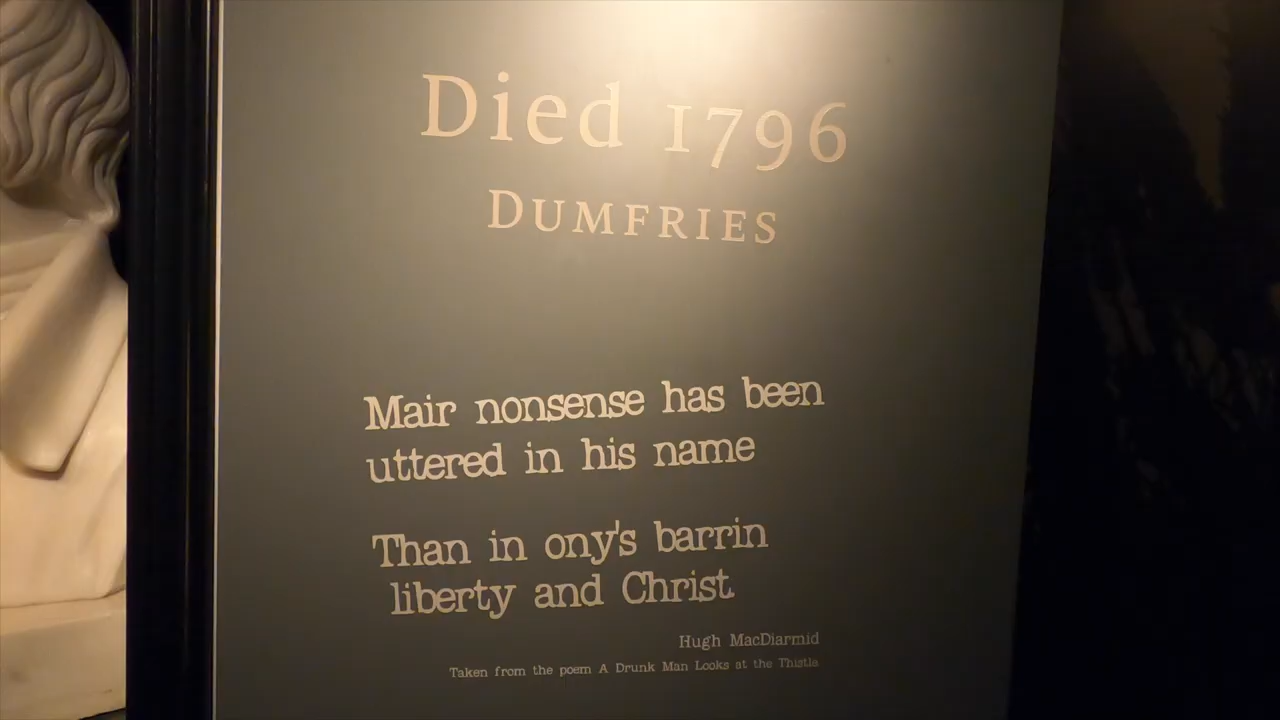 Died 1796
DUMFRIES
Mair nonsense has been
uttered in his name
Than in ony's barrin
liberty and Christ
Hugh MacDiarmid
Taken from the poem A Drunk Man Looks at the Thistle